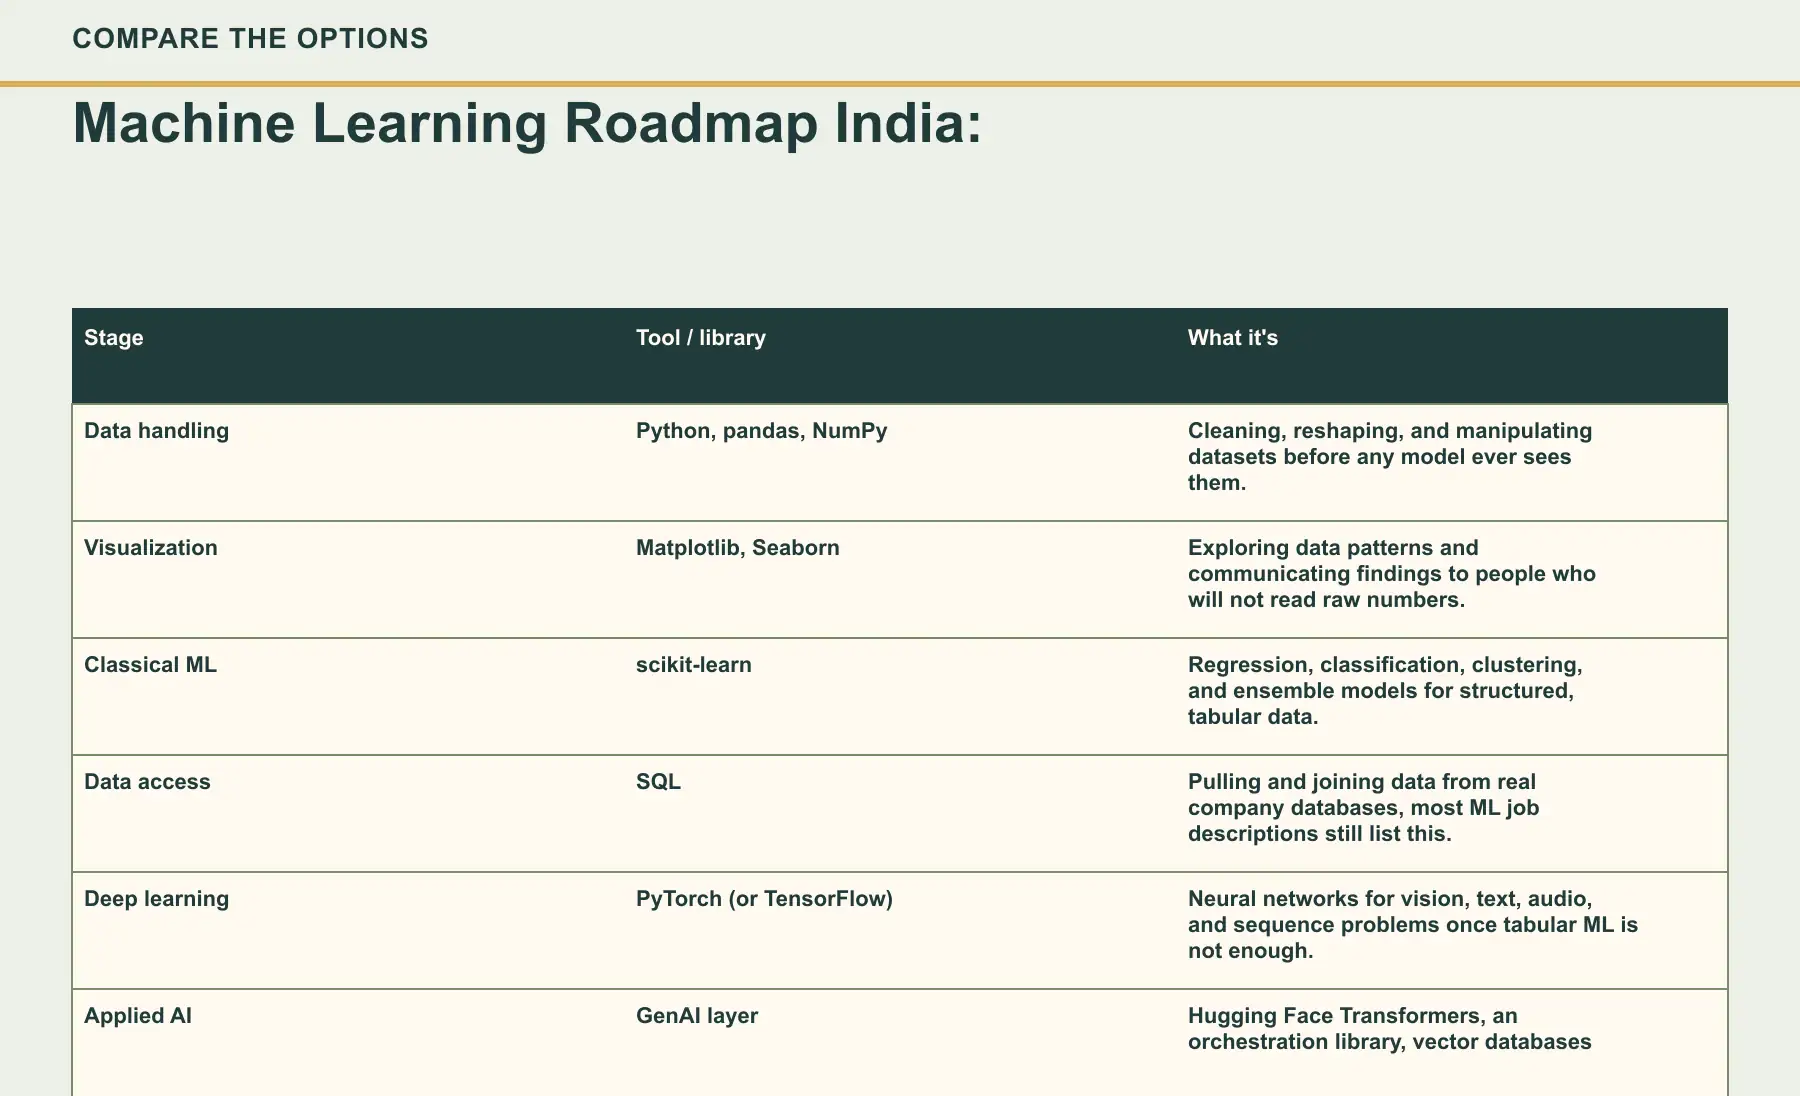 COMPARE THE OPTIONS
Machine Learning Roadmap India:
Stage
Tool / library
What it's
Data handling
Python, pandas, NumPy
Cleaning, reshaping, and manipulating
datasets before any model ever sees
them.
Visualization
Matplotlib, Seaborn
Exploring data patterns and
communicating findings to people who
will not read raw numbers.
Classical ML
scikit-learn
Regression, classification, clustering,
and ensemble models for structured,
tabular data.
Data access
SQL
Pulling and joining data from real
company databases, most ML job
descriptions still list this.
Deep learning
PyTorch (or TensorFlow)
Neural networks for vision, text, audio,
and sequence problems once tabular ML is
not enough.
Applied AI
GenAI layer
Hugging Face Transformers, an
orchestration library, vector databases